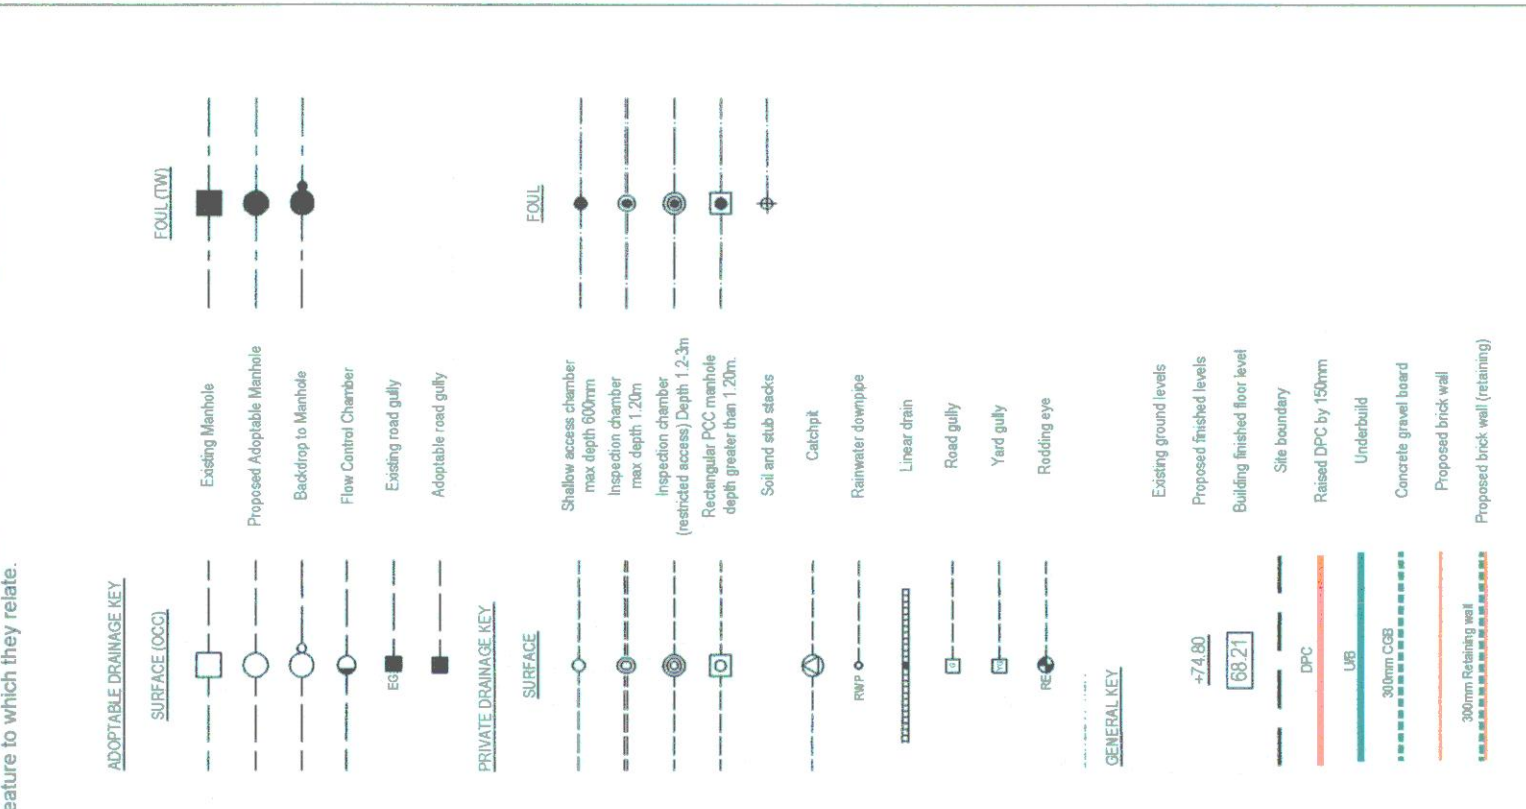 eature to which they relate.
ADOPTABLE DRAINAGE KEY
SURFACE (OCC)
FOUL (TW)
Existing Manhole
Proposed Adoptable Manhole
Backdrop to Manhole
Flow Control Chamber
EG
Existing road gully
Adoptable road gully
PRIVATE DRAINAGE KEY
SURFACE
FOUL
Shallow access chamber
max depth 600mm
Inspection chamber
max depth 1.20m
Inspection chamber
(restricted access) Depth 1.2-3m
Rectangular PCC manhole
depth greater than 1.20m.
Soil and stub stacks
Catchpit
RWP
Rainwater downpipe
Linear drain
Road gully
Yard gully
RE
Rodding eye
GENERAL KEY
Existing ground levels
+74.80
Proposed finished levels
68.21
Building finished floor level
Site boundary
DPC
Raised DPC by 150mm
U/B
Underbuild
300mm CGB
Concrete gravel board
Proposed brick wall
300mm Retaining wall
Proposed brick wall (retaining)